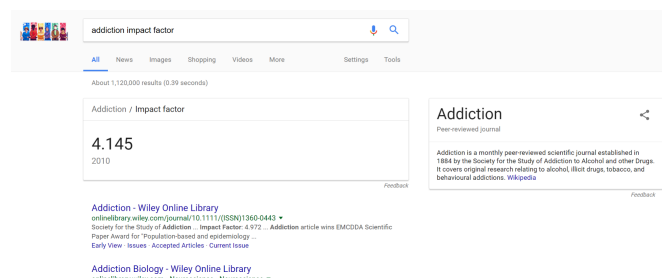 addiction impact factor
All News Images Shopping Videos More Settings Tools
About 1,120,000 results (0.39 seconds)
Addiction / Impact factor
4.145
2010
Feedback
Addiction
Peer-reviewed journal
Addiction is a monthly peer-reviewed scientific journal established in
1884 by the Society for the Study of Addiction to Alcohol and other Drugs.
It covers original research relating to alcohol, illicit drugs, tobacco, and
behavioural addictions. Wikipedia
Feedback
Addiction - Wiley Online Library
onlinelibrary.wiley.com/journal/10.1111/(ISSN)1360-0443
Society for the Study of Addiction ... Impact Factor: 4.972 ... Addiction article wins EMCDDA Scientific
Paper Award for "Population-based and epidemiology ...
Early View · Issues · Accepted Articles · Current Issue
Addiction Biology - Wiley Online Library